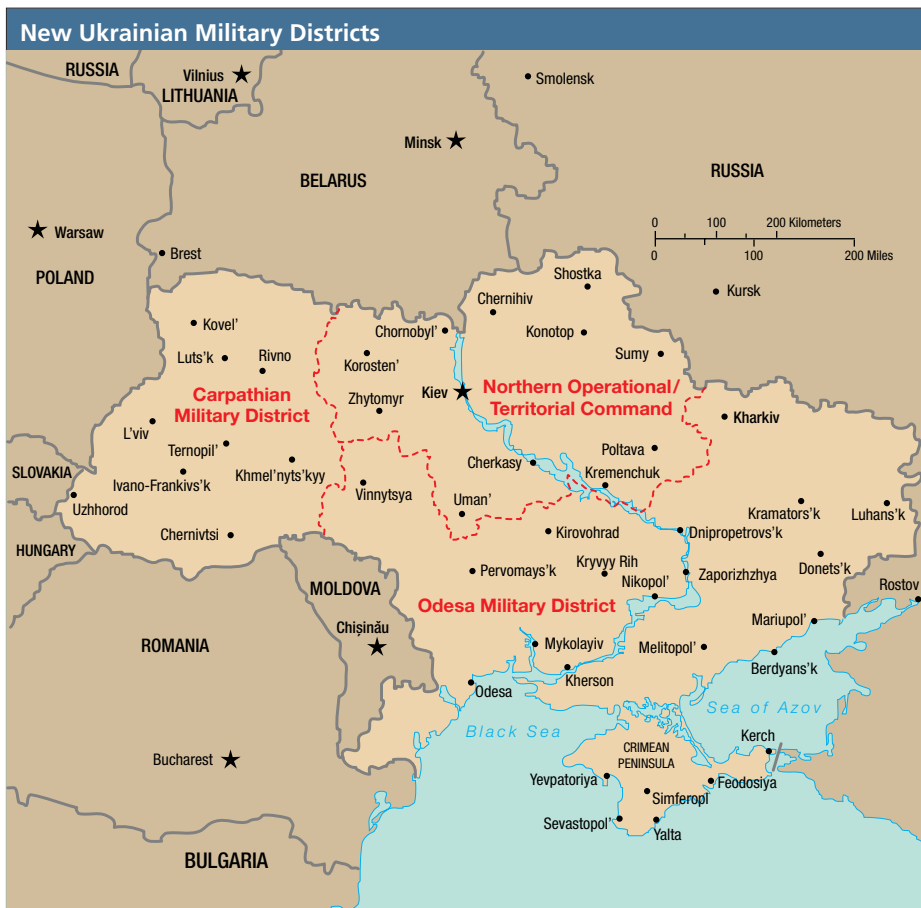 New Ukrainian Military Districts
RUSSIA
Vilnius
LITHUANIA
Smolensk
Minsk
BELARUS
RUSSIA
Warsaw
POLAND
Brest
0 100 200 Kilometers
0 100 200 Miles
Kursk
Shostka
Chernihiv
Konotop
Sumy
Kovel’
Luts’k
Rivno
Chornobyl’
Korosten’
Zhytomyr
Kiev
Carpathian
Military District
Northern Operational/
Territorial Command
Kharkiv
L’viv
Ternopil’
Ivano-Frankivs’k
Khmel’nyts’kyy
Chernivtsi
SLOVAKIA
Uzhhorod
HUNGARY
Vinnytsya
Uman’
Cherkasy
Poltava
Kremenchuk
Kirovohrad
Dnipropetrovs’k
Kramators’k
Luhans’k
Donets’k
Rostov
Pervomays’k
Kryvyy Rih
Nikopol’
Zaporizhzhya
Odesa Military District
MOLDOVA
Chișinău
ROMANIA
Bucharest
BULGARIA
Mykolayiv
Kherson
Odesa
Melitopol’
Mariupol’
Berdyans’k
Black Sea
Sea of Azov
Kerch
CRIMEAN
PENINSULA
Yevpatoriya
Feodosiya
Simferopl
Sevastopol’
Yalta